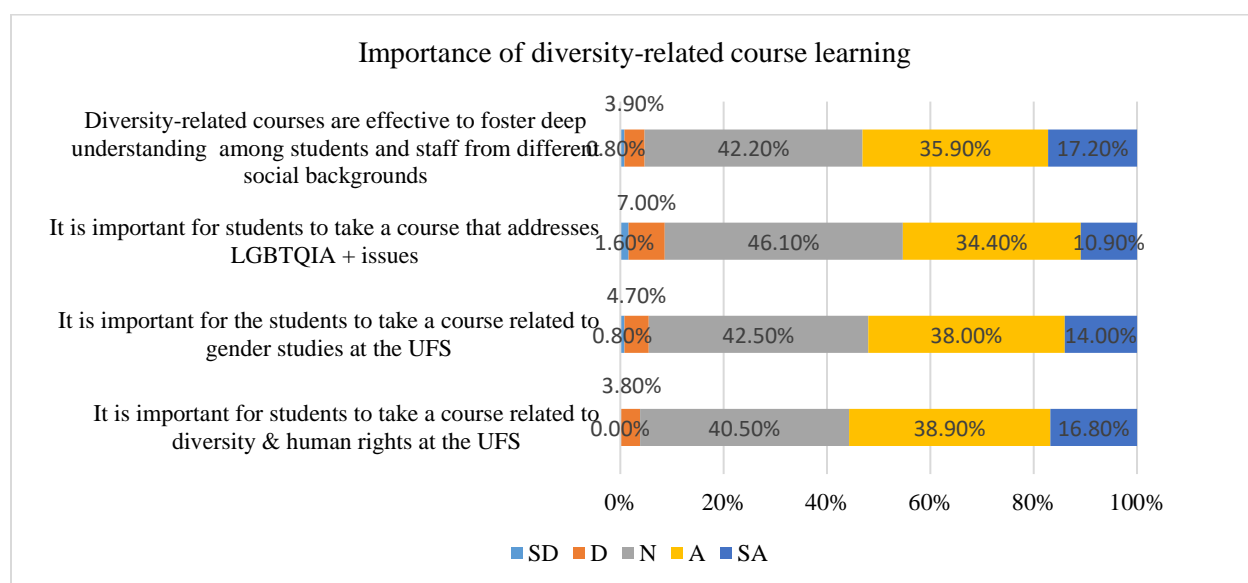 Importance of diversity-related course learning
3.90%
Diversity-related courses are effective to foster deep
understanding among students and staff from different
social backgrounds
0.80% 42.20% 35.90% 17.20%
7.00%
It is important for students to take a course that addresses
LGBTQIA + issues
1.60% 46.10% 34.40% 10.90%
4.70%
It is important for the students to take a course related to
gender studies at the UFS
0.80% 42.50% 38.00% 14.00%
3.80%
It is important for students to take a course related to
diversity & human rights at the UFS
0.00% 40.50% 38.90% 16.80%
0% 20% 40% 60% 80% 100%
SD D N A SA